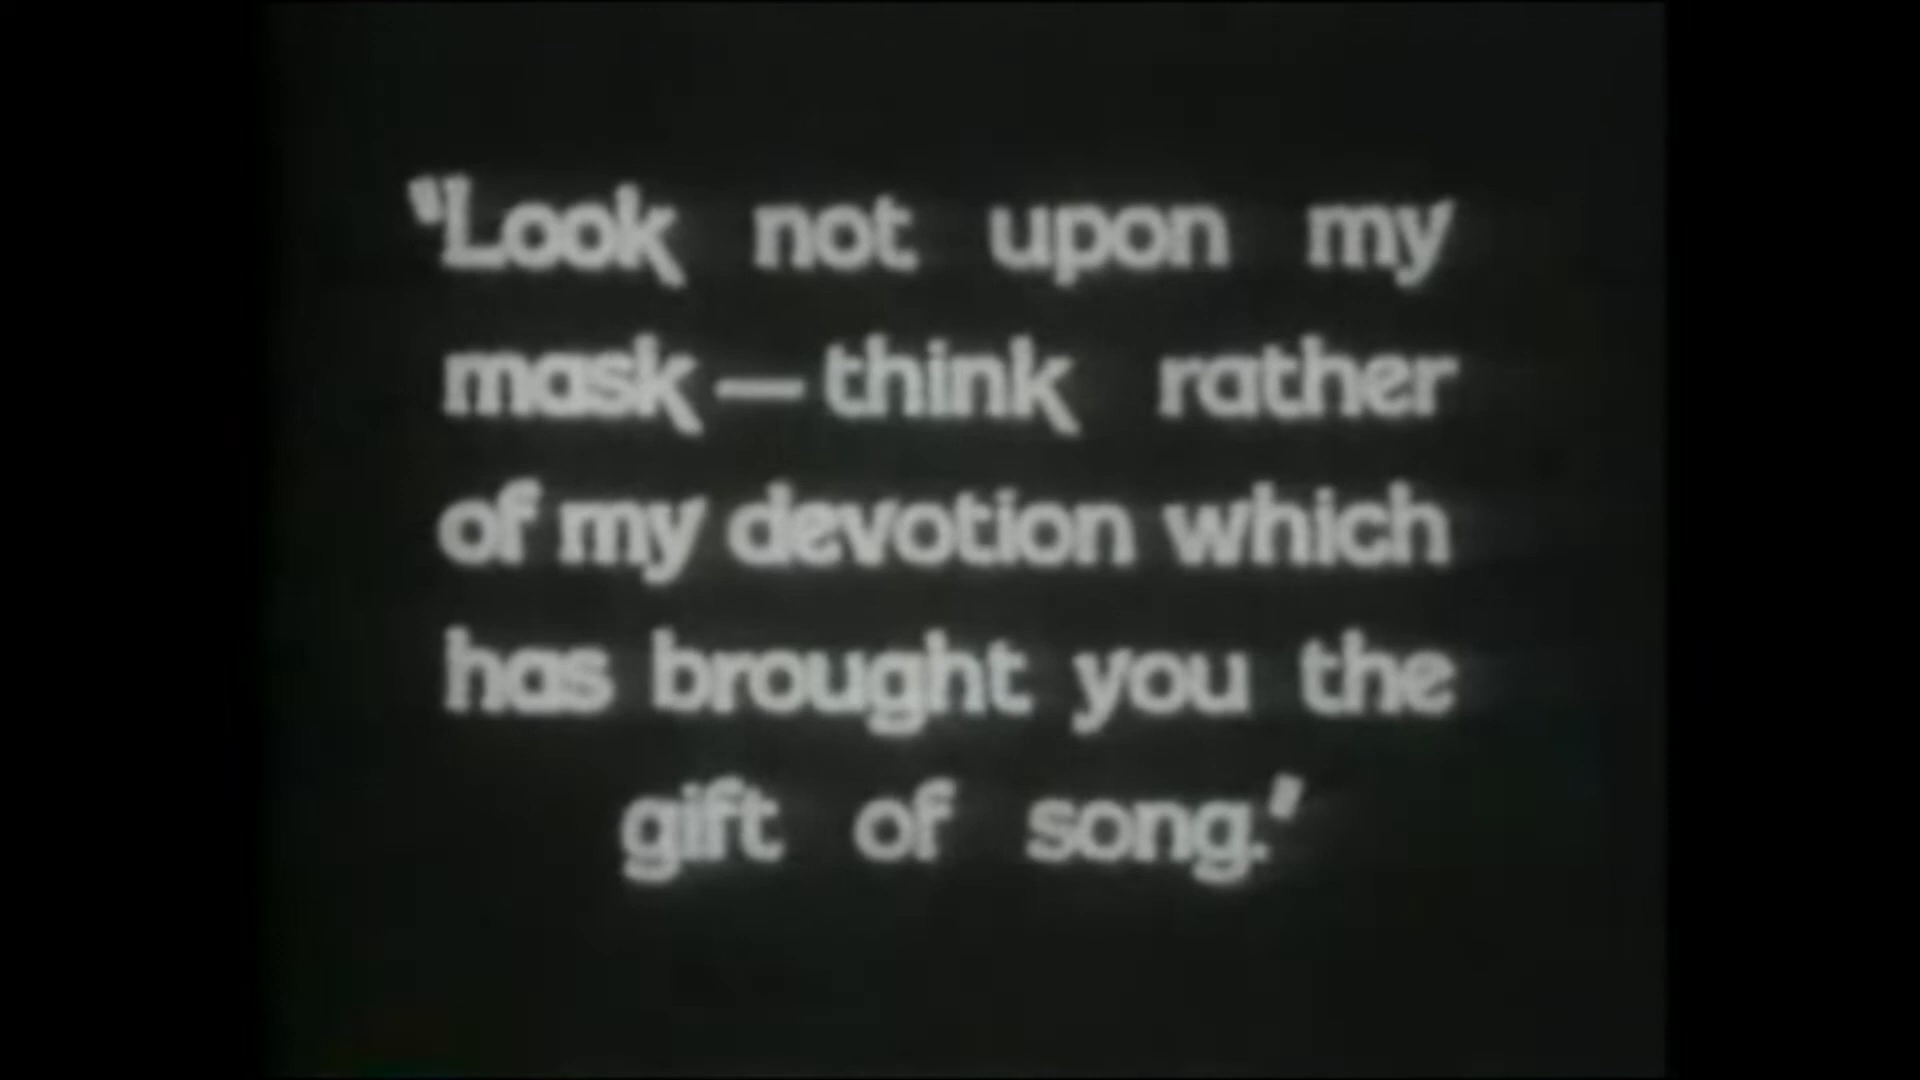 "Look not upon my
mask—think rather
of my devotion which
has brought you the
gift of song."